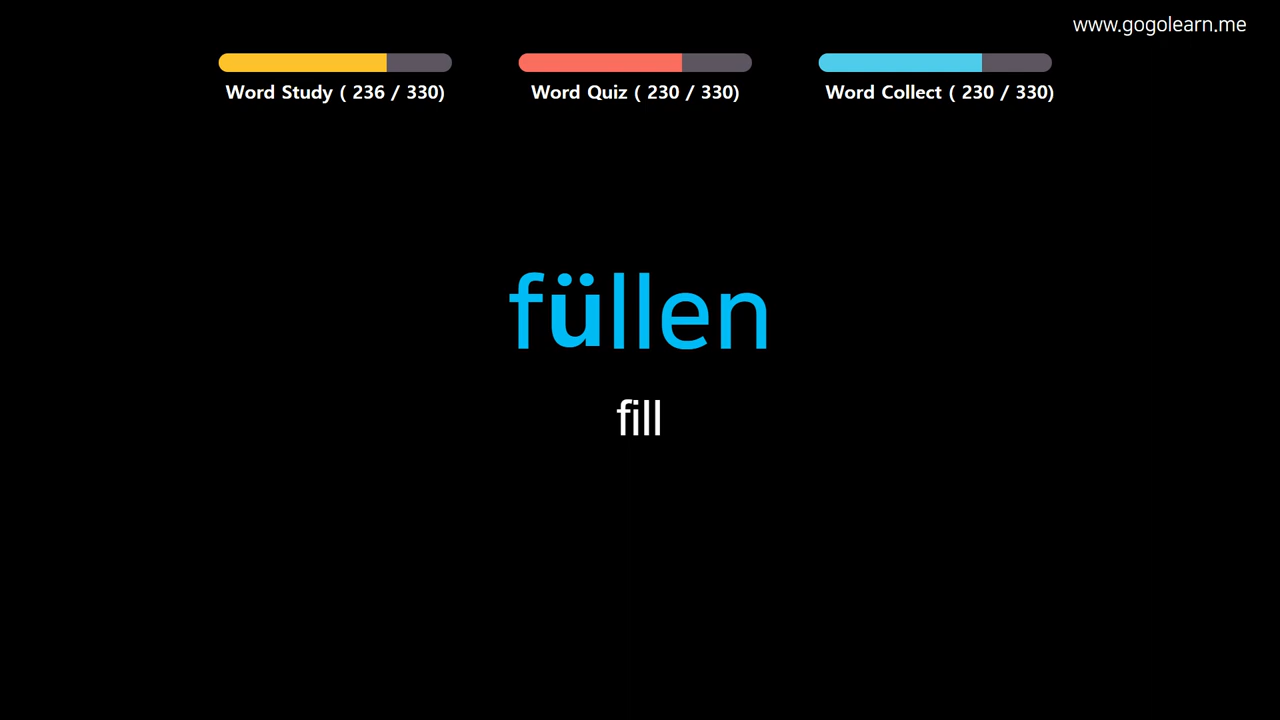 www.gogolearn.me
Word Study ( 236 / 330)
Word Quiz ( 230 / 330)
Word Collect ( 230 / 330)
füllen
fill